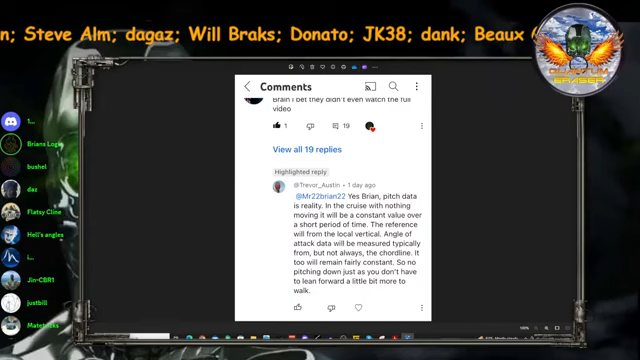 n; Steve Alm; dagaz; Will Braks; Donato; JK38; dank; Beaux
Comments
Brian I bet they didn't even watch the full
video
1
19
View all 19 replies
Highlighted reply
@Trevor_Austin • 1 day ago
@Mr22brian22 Yes Brian, pitch data
is reality. In the cruise with nothing
moving it will be a constant value over
a short period of time. The reference
will from the local vertical. Angle of
attack data will be measured typically
from, but not always, the chordline. It
too will remain fairly constant. So no
pitching down just as you don't have
to lean forward a little bit more to
walk.
1...
Brians Logic
bushel
daz
Flatsy Cline
Hell's angles
i...
Jin-CBR1
justbill
QUANTUM
ERASER